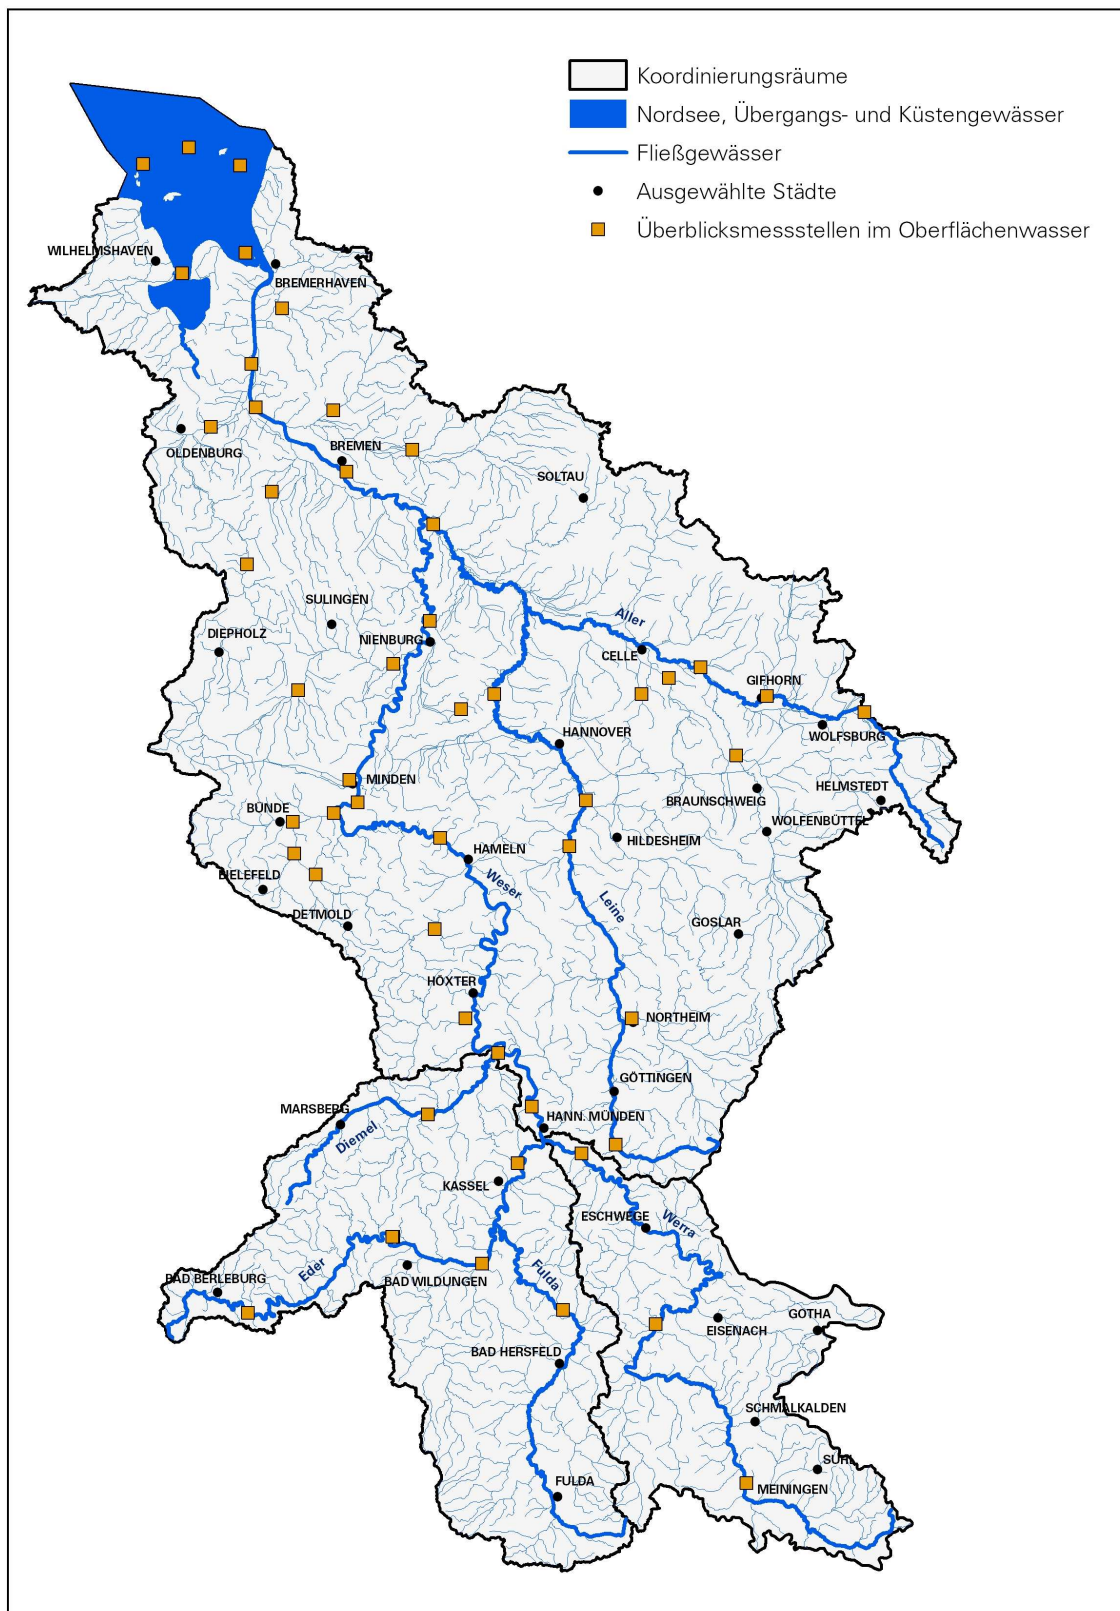 Koordinierungsräume
Nordsee, Übergangs- und Küstengewässer
Fließgewässer
Ausgewählte Städte
Überblicksmessstellen im Oberflächenwasser
WILHELMSHAVEN
BREMERHAVEN
OLDENBURG
BREMEN
SOLTAU
SULINGEN
DIEPHOLZ
NIENBURG
Aller
CELLE
GIFHORN
WOLFSBURG
HANNOVER
MINDEN
BRAUNSCHWEIG
HELMSTEDT
BÜNDE
WOLFENBÜTTEL
HILDESHEIM
HAMELN
BIELEFELD
Weser
Leine
DETMOLD
GOSLAR
HÖXTER
NORTHEIM
GÖTTINGEN
MARSBERG
Diemel
HANN. MÜNDEN
KASSEL
ESCHWEGE
Werra
BAD BERLEBURG
Eder
BAD WILDUNGEN
Fulda
GOTHA
EISENACH
BAD HERSFELD
SCHMALKALDEN
SUHL
FULDA
MEININGEN